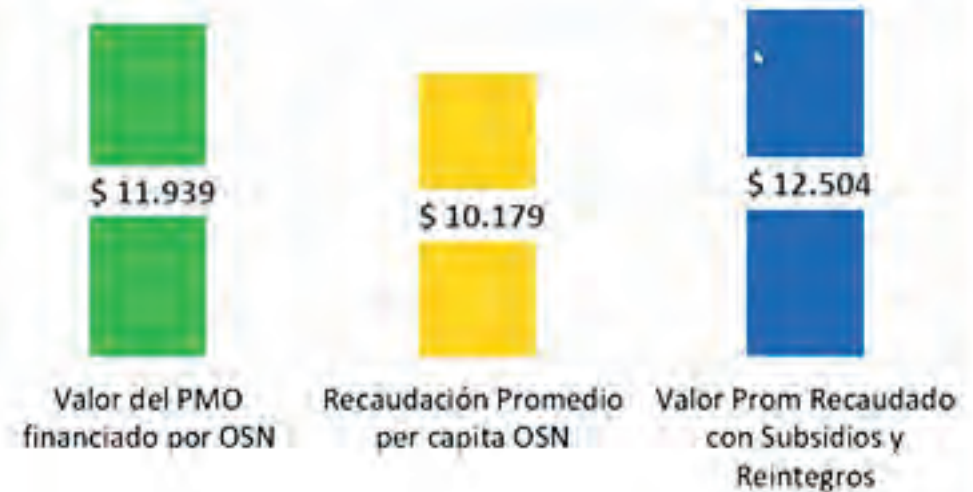 $ 11.939
$ 10.179
$ 12.504
Valor del PMO
financiado por OSN
Recaudación Promedio
per capita OSN
Valor Prom Recaudado
con Subsidios y
Reintegros